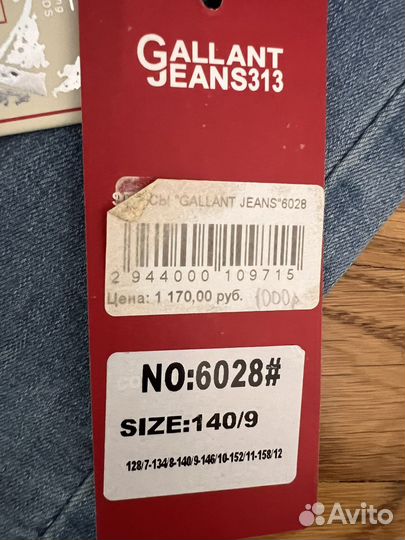 GALLANT
JEANS313
СЫ "GALLANT JEANS"6028
2 944000 109715
Цена: 1 170,00 руб. 1000р
NO:6028#
SIZE:140/9
128/7-134/8-140/9-146/10-152/11-158/12
Avito